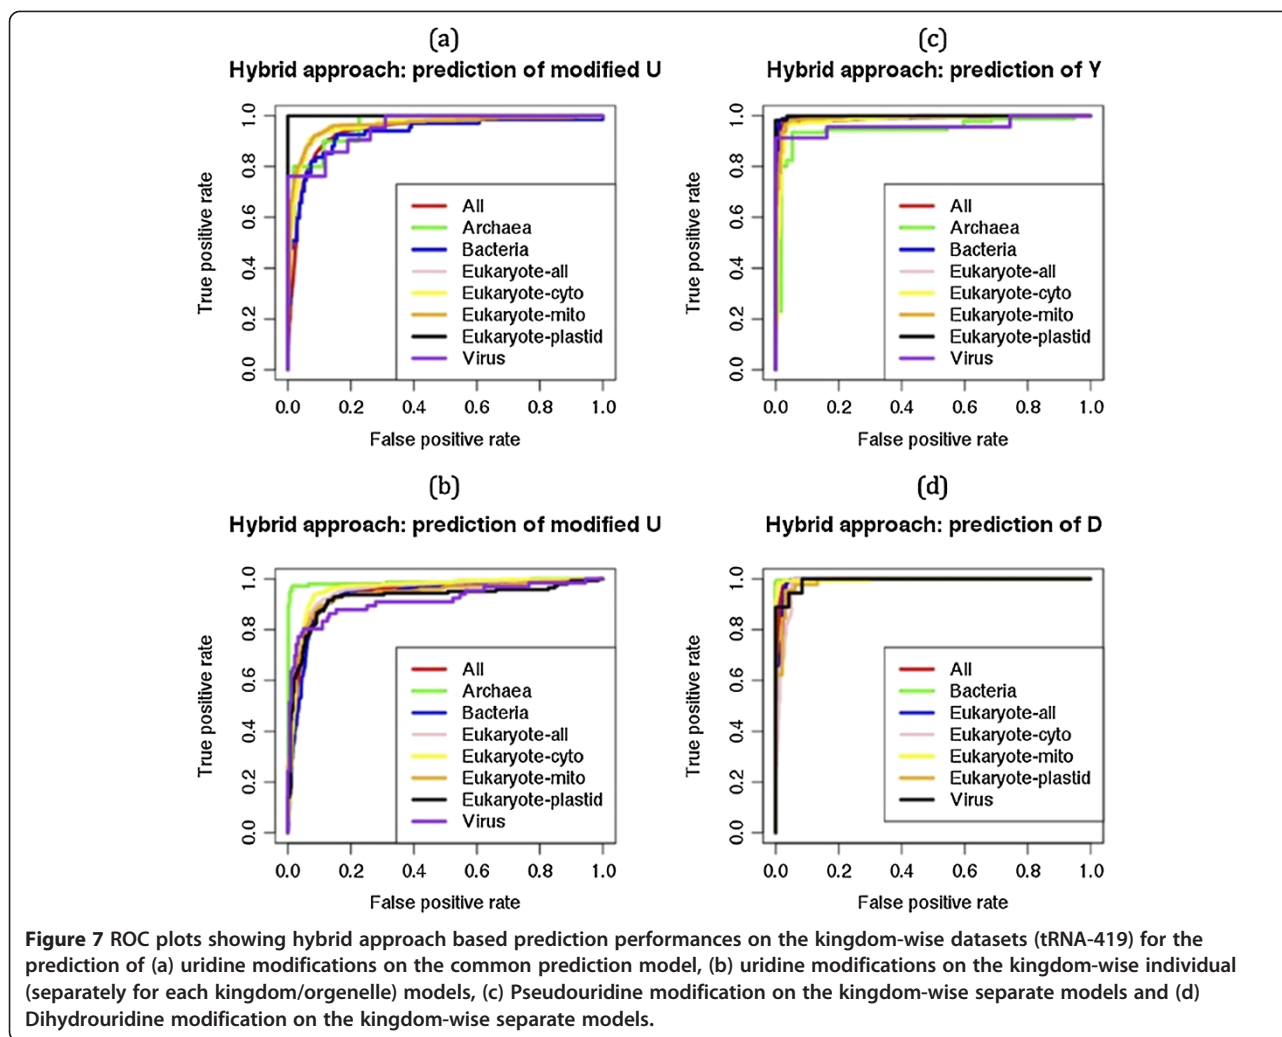 (a)
Hybrid approach: prediction of modified U
True positive rate
1.0
0.8
0.6
0.4
0.2
0.0
All
Archaea
Bacteria
Eukaryote-all
Eukaryote-cyto
Eukaryote-mito
Eukaryote-plastid
Virus
0.0 0.2 0.4 0.6 0.8 1.0
False positive rate
(c)
Hybrid approach: prediction of Y
True positive rate
1.0
0.8
0.6
0.4
0.2
0.0
All
Archaea
Bacteria
Eukaryote-all
Eukaryote-cyto
Eukaryote-mito
Eukaryote-plastid
Virus
0.0 0.2 0.4 0.6 0.8 1.0
False positive rate
(b)
Hybrid approach: prediction of modified U
True positive rate
1.0
0.8
0.6
0.4
0.2
0.0
All
Archaea
Bacteria
Eukaryote-all
Eukaryote-cyto
Eukaryote-mito
Eukaryote-plastid
Virus
0.0 0.2 0.4 0.6 0.8 1.0
False positive rate
(d)
Hybrid approach: prediction of D
True positive rate
1.0
0.8
0.6
0.4
0.2
0.0
All
Bacteria
Eukaryote-all
Eukaryote-cyto
Eukaryote-mito
Eukaryote-plastid
Virus
0.0 0.2 0.4 0.6 0.8 1.0
False positive rate
Figure 7 ROC plots showing hybrid approach based prediction performances on the kingdom-wise datasets (tRNA-419) for the
prediction of (a) uridine modifications on the common prediction model, (b) uridine modifications on the kingdom-wise individual
(separately for each kingdom/orgenelle) models, (c) Pseudouridine modification on the kingdom-wise separate models and (d)
Dihydrouridine modification on the kingdom-wise separate models.